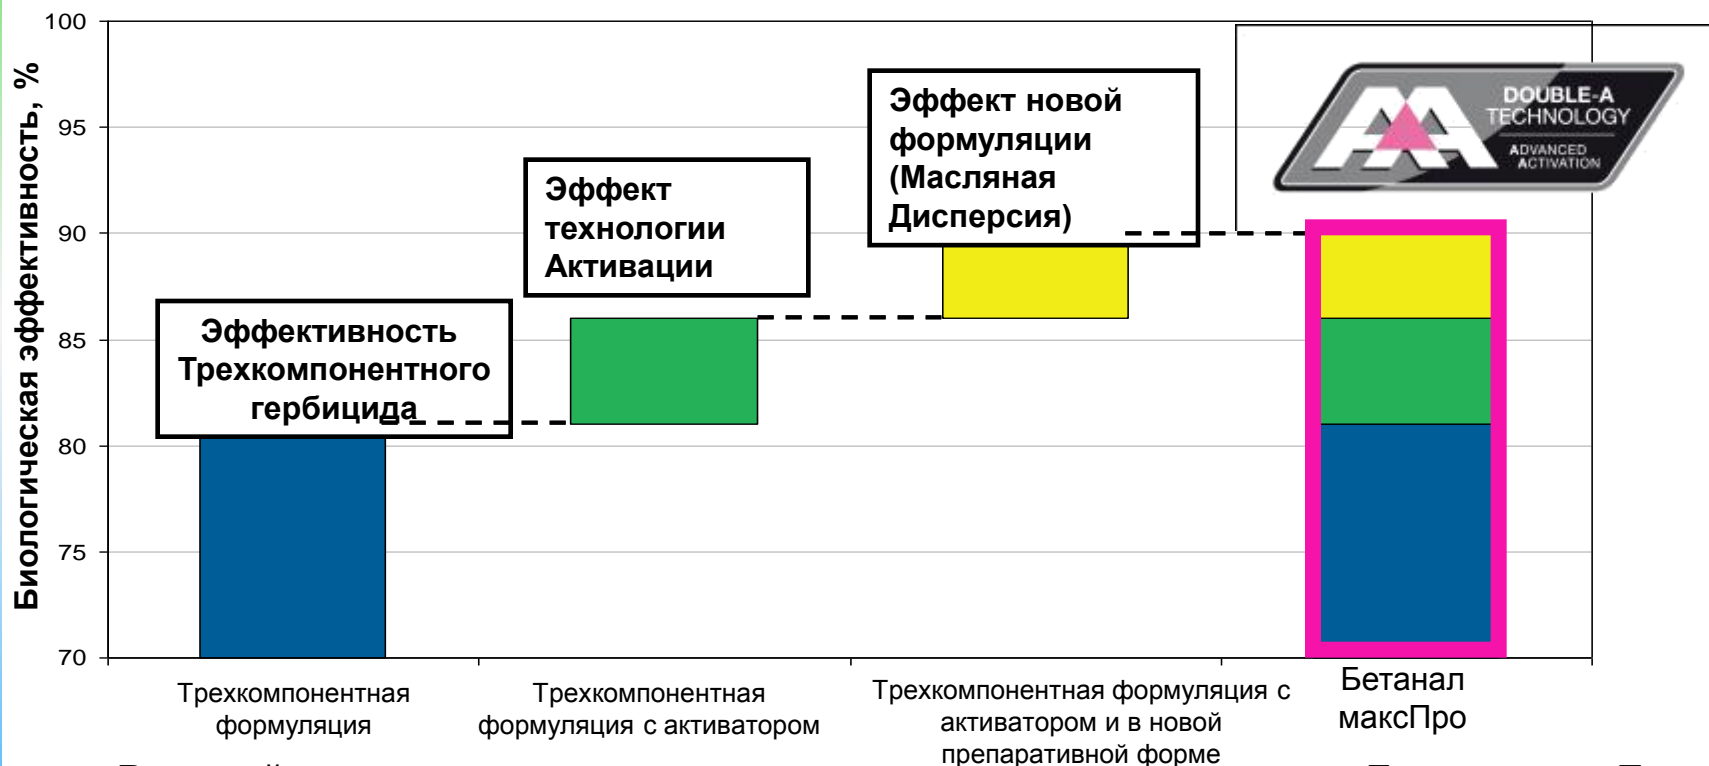 Биологическая эффективность, %
100
95
90
85
80
75
70
Эффективность
Трехкомпонентного
гербицида
Эффект
технологии
Активации
Эффект новой
формуляции
(Масляная
Дисперсия)
DOUBLE-A
TECHNOLOGY
ADVANCED
ACTIVATION
Трехкомпонентная
формуляция
Трехкомпонентная
формуляция с активатором
Трехкомпонентная формуляция с
активатором и в новой
препаративной форме
Бетанал
максПро